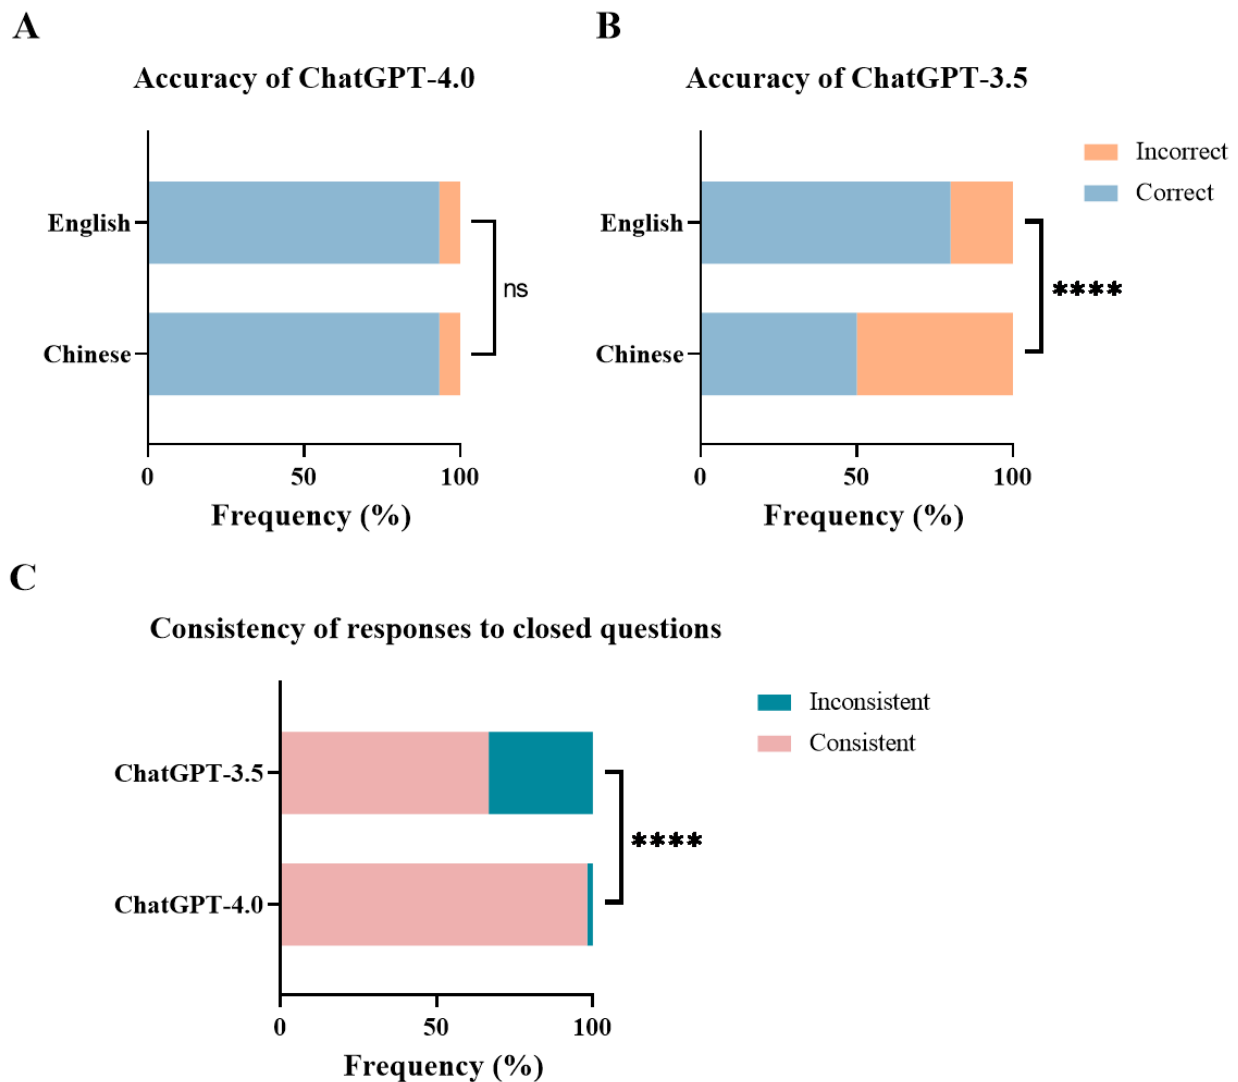 A
Accuracy of ChatGPT-4.0
English
Chinese
ns
0 50 100
Frequency (%)
B
Accuracy of ChatGPT-3.5
Incorrect
Correct
English
Chinese
****
0 50 100
Frequency (%)
C
Consistency of responses to closed questions
Inconsistent
Consistent
ChatGPT-3.5
ChatGPT-4.0
****
0 50 100
Frequency (%)